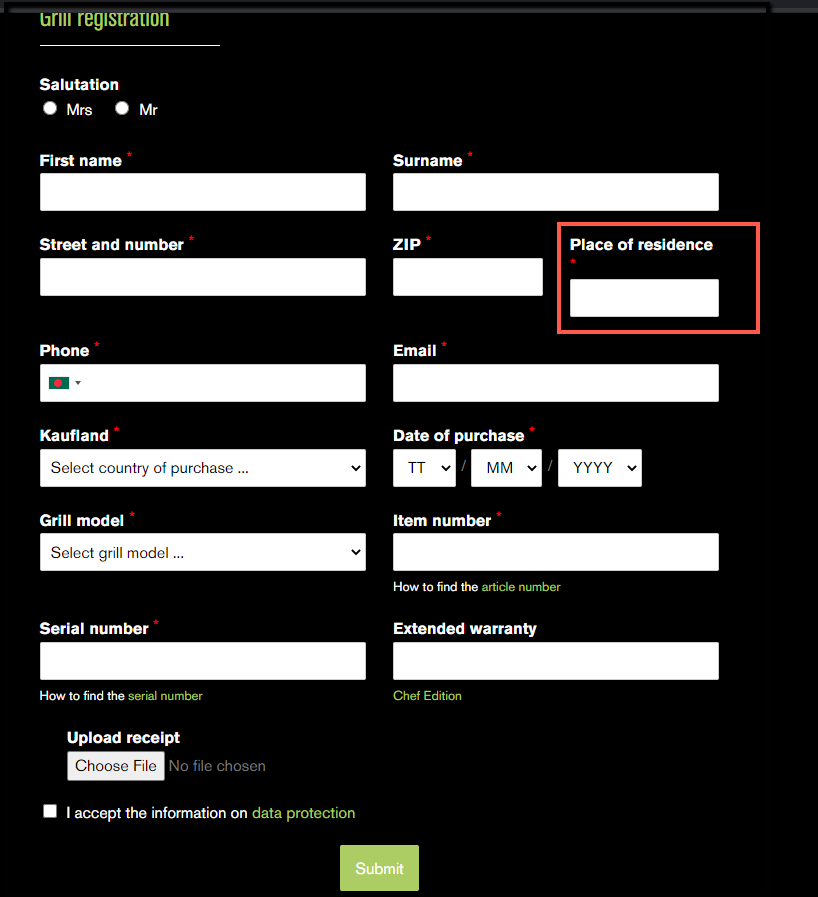 Grill registration
Salutation
Mrs Mr
First name * Surname *
Street and number * ZIP * Place of residence
*
Phone * Email *
Kaufland * Date of purchase *
Select country of purchase ... TT / MM / YYYY
Grill model * Item number *
Select grill model ...
How to find the article number
Serial number * Extended warranty
How to find the serial number Chef Edition
Upload receipt
Choose File No file chosen
I accept the information on data protection
Submit